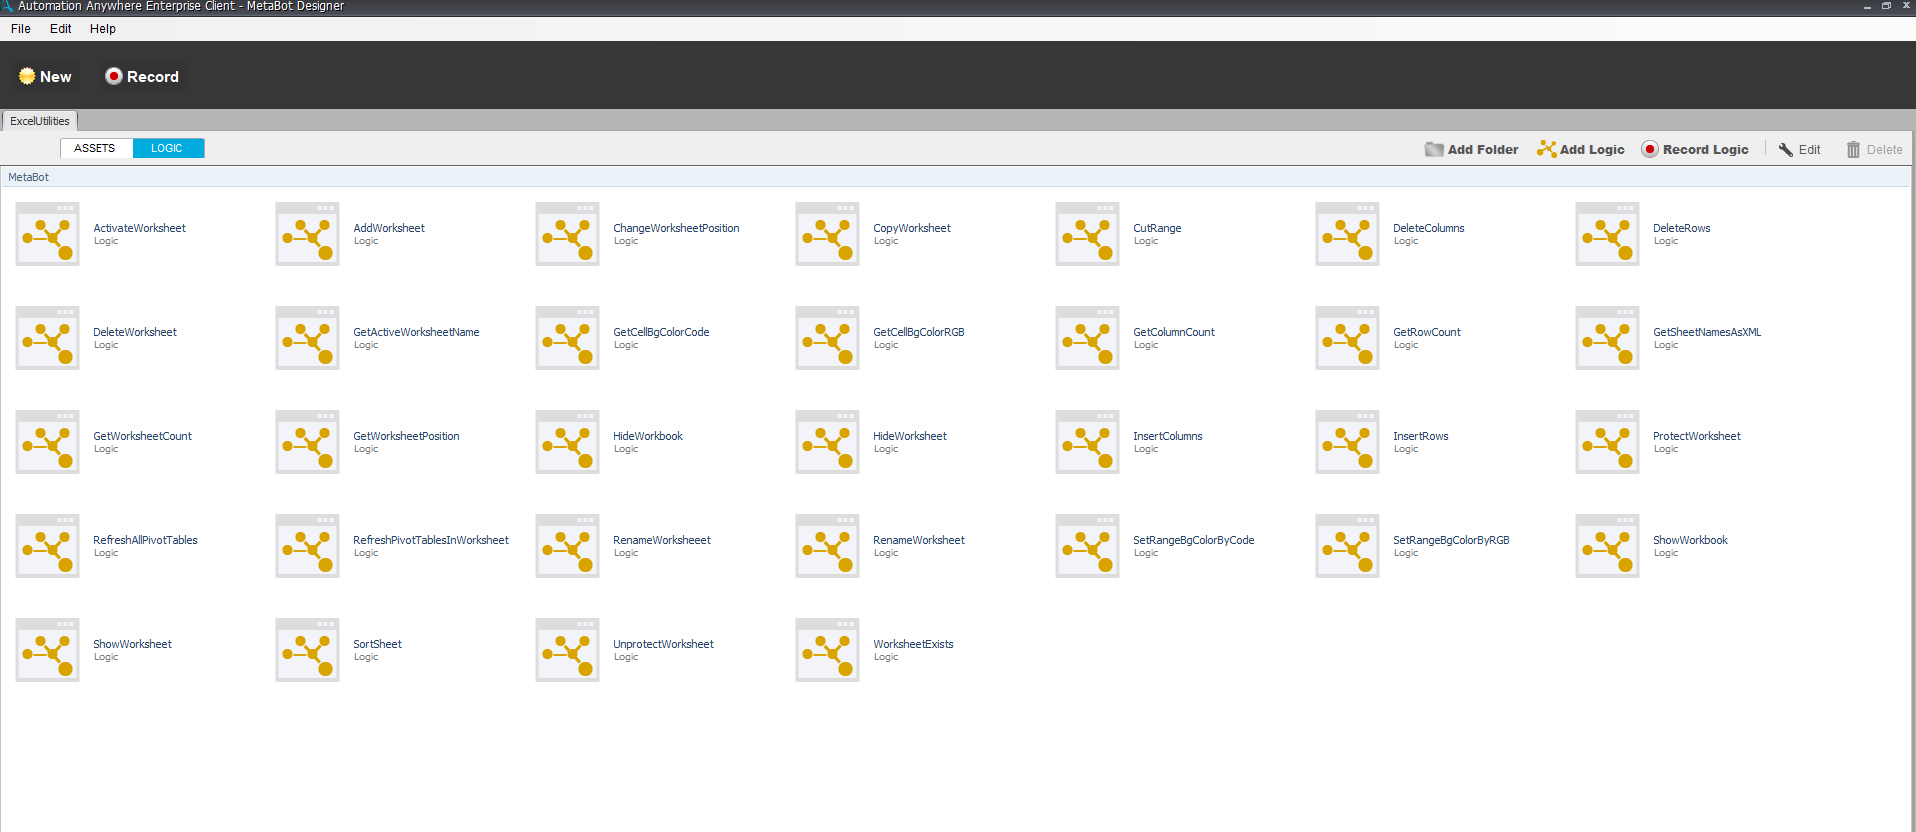 Automation Anywhere Enterprise Client - MetaBot Designer
File Edit Help
New Record
ExcelUtilities
ASSETS LOGIC Add Folder Add Logic Record Logic Edit Delete
MetaBot
ActivateWorksheet AddWorksheet ChangeWorksheetPosition CopyWorksheet CutRange DeleteColumns DeleteRows
Logic Logic Logic Logic Logic Logic Logic
DeleteWorksheet GetActiveWorksheetName GetCellBgColorCode GetCellBgColorRGB GetColumnCount GetRowCount GetSheetNamesAsXML
Logic Logic Logic Logic Logic Logic Logic
GetWorksheetCount GetWorksheetPosition HideWorkbook HideWorksheet InsertColumns InsertRows ProtectWorksheet
Logic Logic Logic Logic Logic Logic Logic
RefreshAllPivotTables RefreshPivotTablesInWorksheet RenameWorksheeet RenameWorksheet SetRangeBgColorByCode SetRangeBgColorByRGB ShowWorkbook
Logic Logic Logic Logic Logic Logic Logic
ShowWorksheet SortSheet UnprotectWorksheet WorksheetExists
Logic Logic Logic Logic